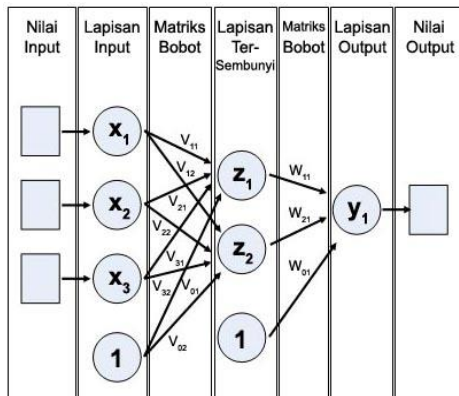 Nilai
Input
Lapisan
Input
Matriks
Bobot
Lapisan
Ter-
Sembunyi
Matriks
Bobot
Lapisan
Output
Nilai
Output
x₁
x₂
x₃
1
V₁₁
V₁₂
V₂₁
V₂₂
V₃₁
V₃₂
V₀₁
V₀₂
z₁
z₂
1
W₁₁
W₂₁
W₀₁
y₁